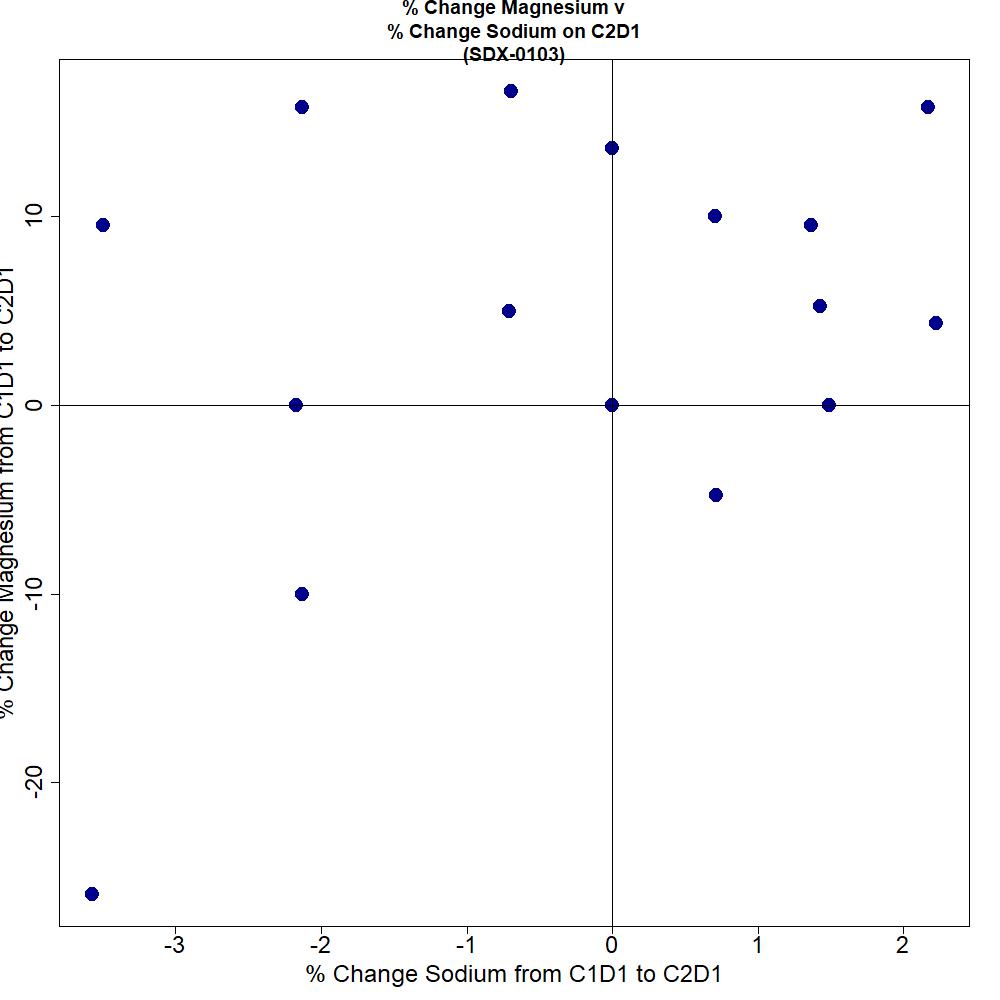 % Change Magnesium v
% Change Sodium on C2D1
(SDX-0103)
% Change Magnesium from C1D1 to C2D1
10
0
-10
-20
-3
-2
-1
0
1
2
% Change Sodium from C1D1 to C2D1